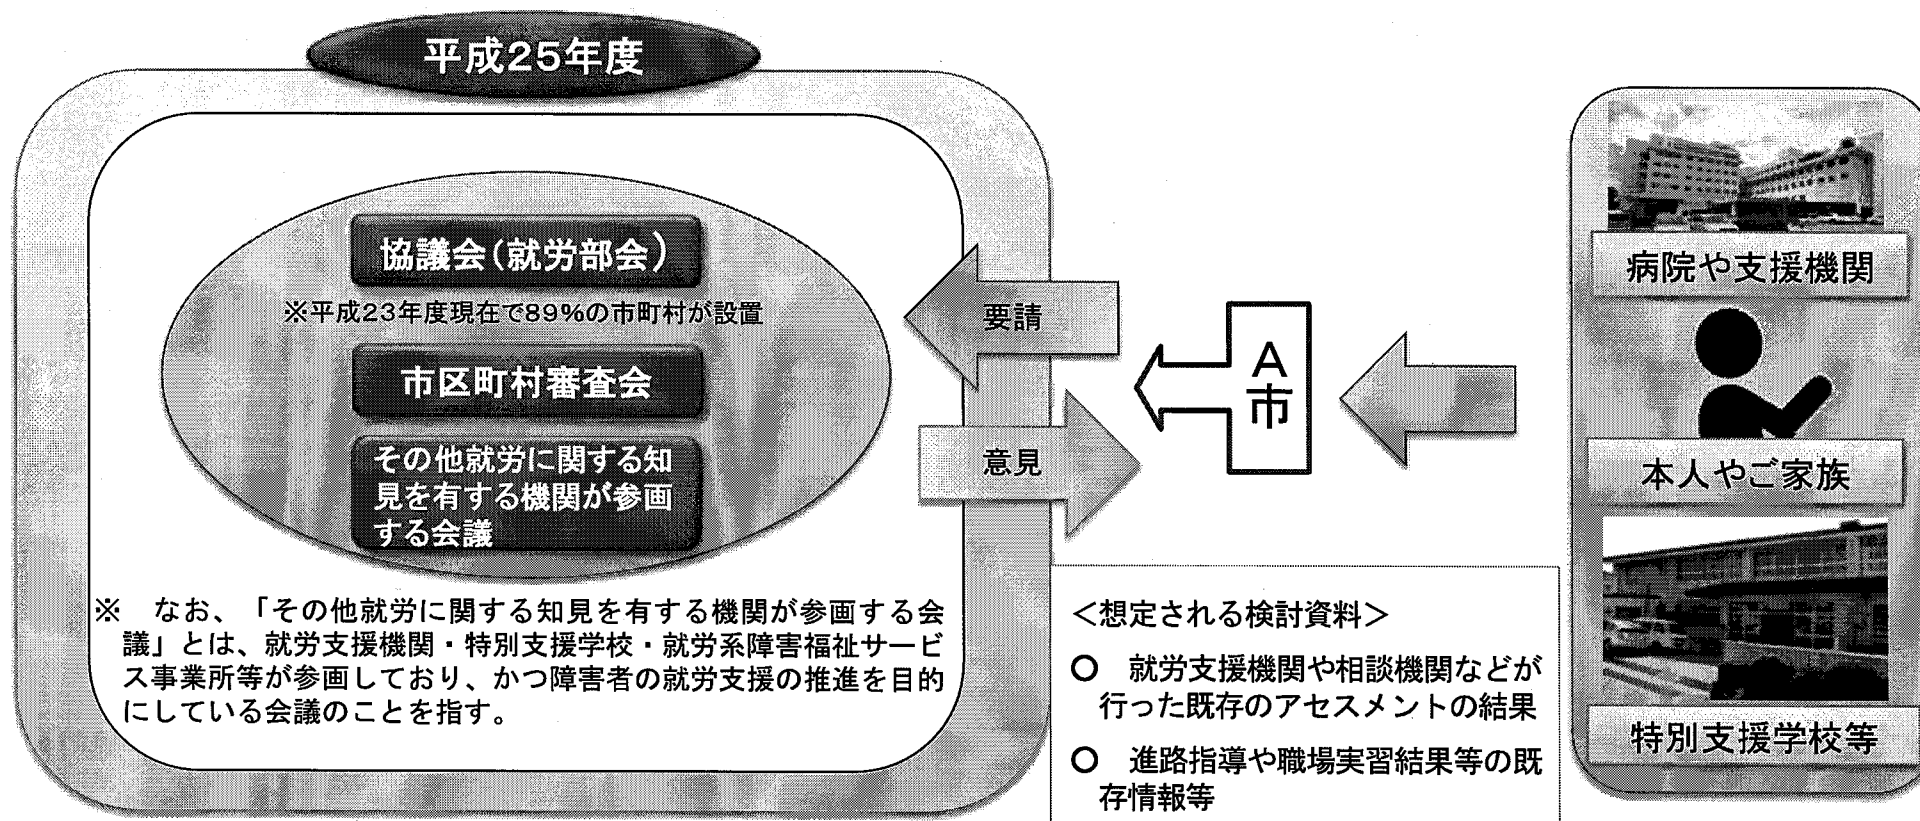 平成25年度
協議会(就労部会)
※平成23年度現在で89%の市町村が設置
市区町村審査会
その他就労に関する知
見を有する機関が参画
する会議
※　なお、「その他就労に関する知見を有する機関が参画する会
議」とは、就労支援機関・特別支援学校・就労系障害福祉サービ
ス事業所等が参画しており、かつ障害者の就労支援の推進を目的
にしている会議のことを指す。
要請
意見
A
市
＜想定される検討資料＞
○　就労支援機関や相談機関などが
行った既存のアセスメントの結果
○　進路指導や職場実習結果等の既
存情報等
病院や支援機関
本人やご家族
特別支援学校等